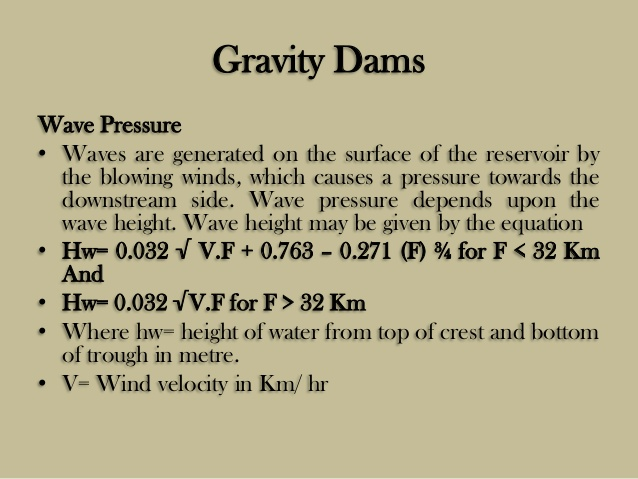 Gravity Dams
Wave Pressure
• Waves are generated on the surface of the reservoir by
the blowing winds, which causes a pressure towards the
downstream side. Wave pressure depends upon the
wave height. Wave height may be given by the equation
• Hw= 0.032 √ V.F + 0.763 – 0.271 (F) ¾ for F < 32 Km
And
• Hw= 0.032 √V.F for F > 32 Km
• Where hw= height of water from top of crest and bottom
of trough in metre.
• V= Wind velocity in Km/ hr